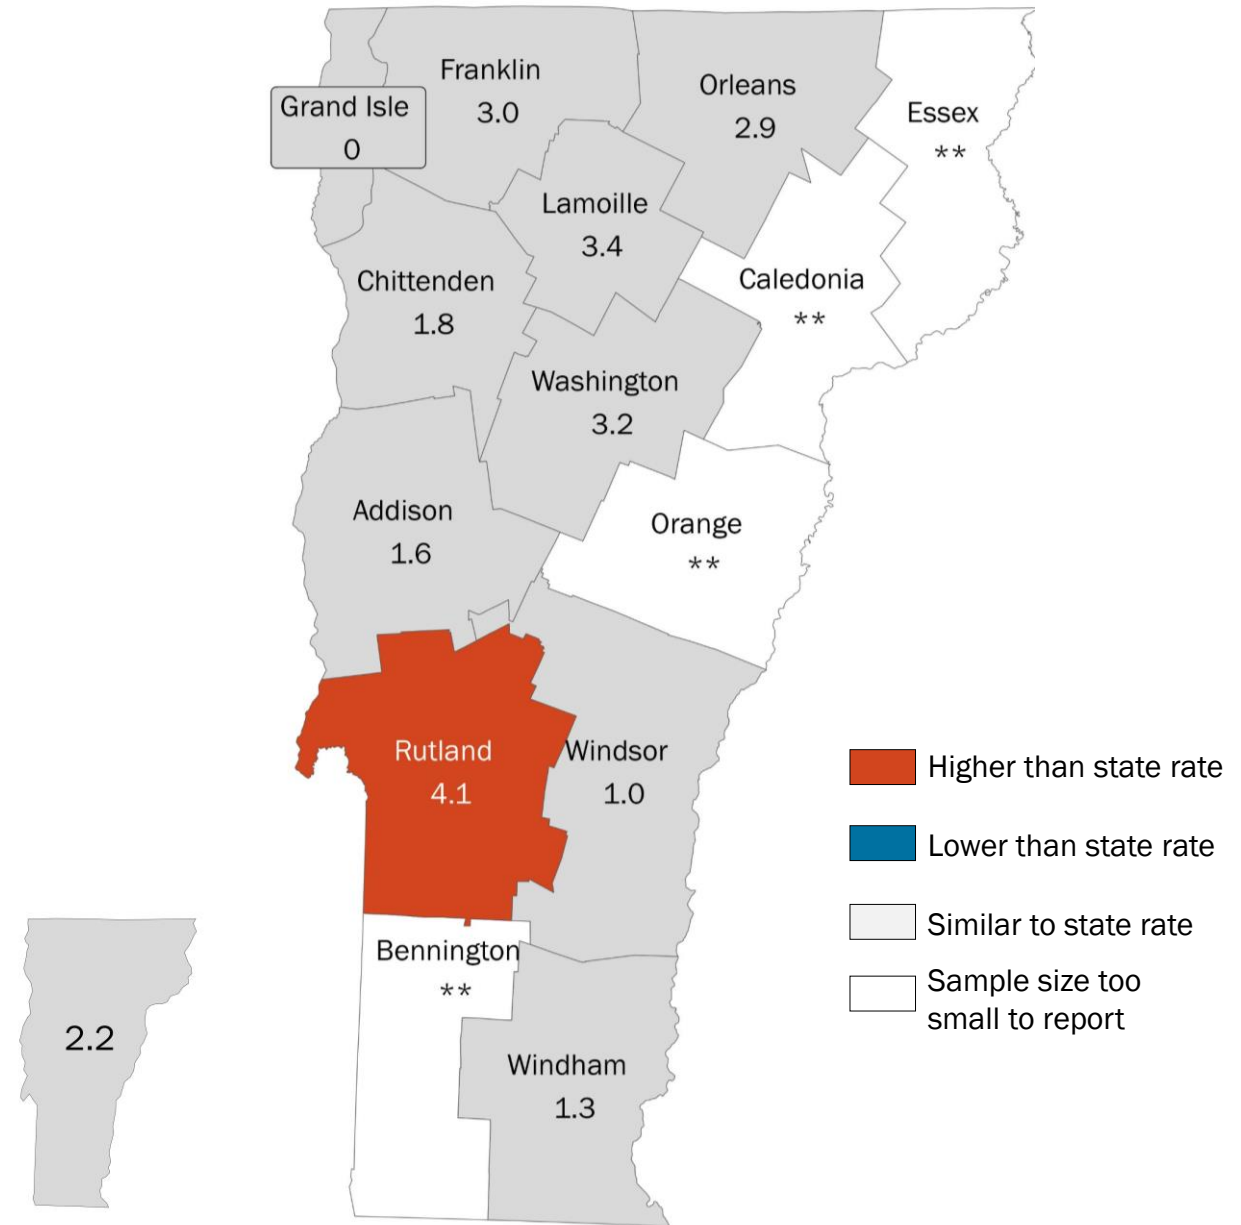 Franklin
3.0
Orleans
2.9
Essex
**
Grand Isle
0
Lamoille
3.4
Chittenden
1.8
Caledonia
**
Washington
3.2
Addison
1.6
Orange
**
Rutland
4.1
Windsor
1.0
Bennington
**
Windham
1.3
2.2
Higher than state rate
Lower than state rate
Similar to state rate
Sample size too
small to report